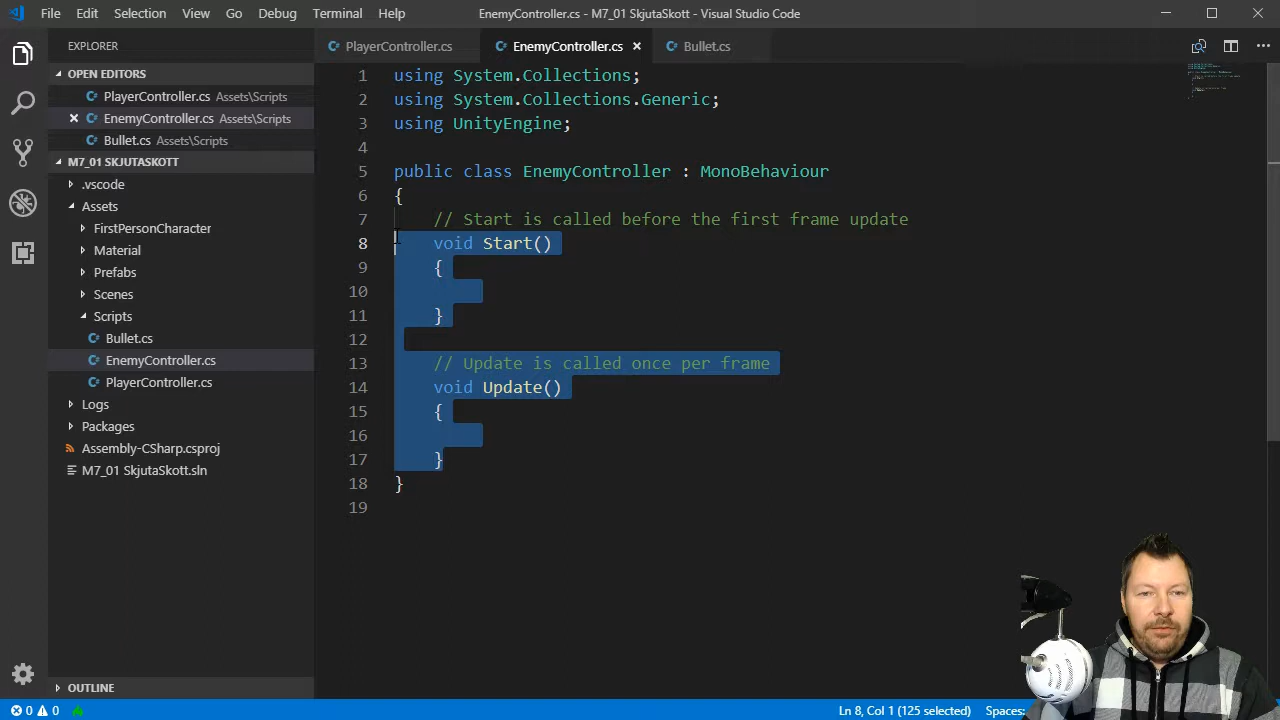 File Edit Selection View Go Debug Terminal Help EnemyController.cs - M7_01 SkjutaSkott - Visual Studio Code
EXPLORER
OPEN EDITORS
PlayerController.cs Assets\Scripts
EnemyController.cs Assets\Scripts
Bullet.cs Assets\Scripts
M7_01 SKJUTASKOTT
.vscode
Assets
FirstPersonCharacter
Material
Prefabs
Scenes
Scripts
Bullet.cs
EnemyController.cs
PlayerController.cs
Logs
Packages
Assembly-CSharp.csproj
M7_01 SkjutaSkott.sln
OUTLINE
PlayerController.cs EnemyController.cs Bullet.cs
1 using System.Collections;
2 using System.Collections.Generic;
3 using UnityEngine;
4
5 public class EnemyController : MonoBehaviour
6 {
7 // Start is called before the first frame update
8 void Start()
9 {
10
11 }
12
13 // Update is called once per frame
14 void Update()
15 {
16
17 }
18 }
19
0 0 Ln 8, Col 1 (125 selected) Spaces: